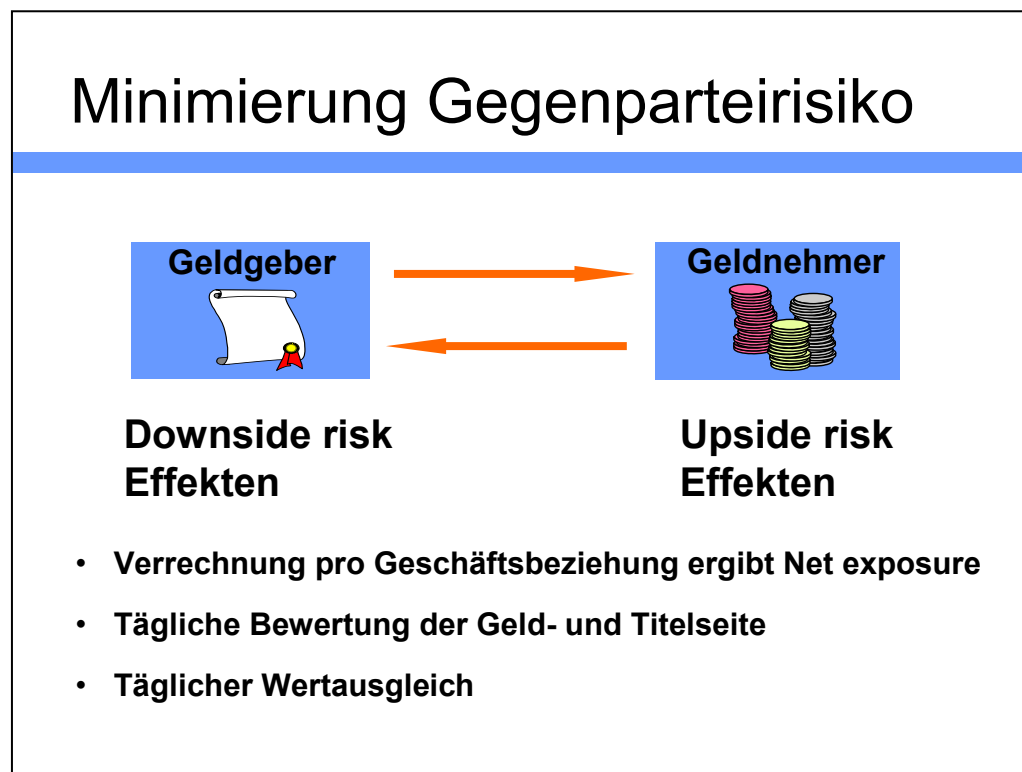 Minimierung Gegenparteirisiko
Geldgeber
Geldnehmer
Downside risk
Effekten
Upside risk
Effekten
• Verrechnung pro Geschäftsbeziehung ergibt Net exposure
• Tägliche Bewertung der Geld- und Titelseite
• Täglicher Wertausgleich